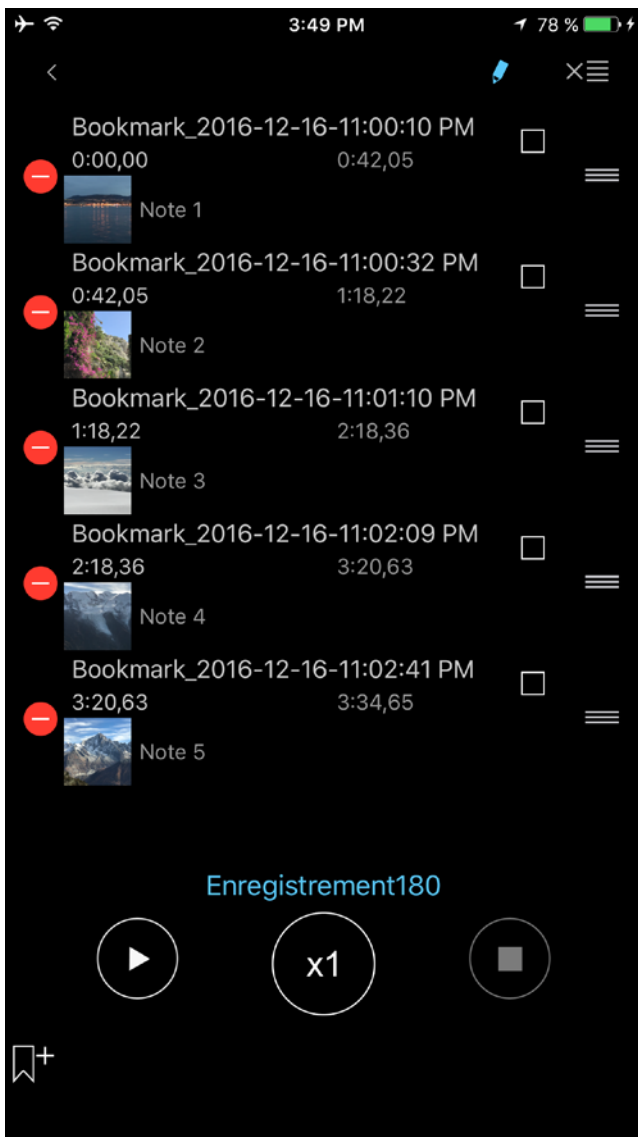 3:49 PM 78 %
Bookmark_2016-12-16-11:00:10 PM
0:00,00 0:42,05
Note 1
Bookmark_2016-12-16-11:00:32 PM
0:42,05 1:18,22
Note 2
Bookmark_2016-12-16-11:01:10 PM
1:18,22 2:18,36
Note 3
Bookmark_2016-12-16-11:02:09 PM
2:18,36 3:20,63
Note 4
Bookmark_2016-12-16-11:02:41 PM
3:20,63 3:34,65
Note 5
Enregistrement180
x1